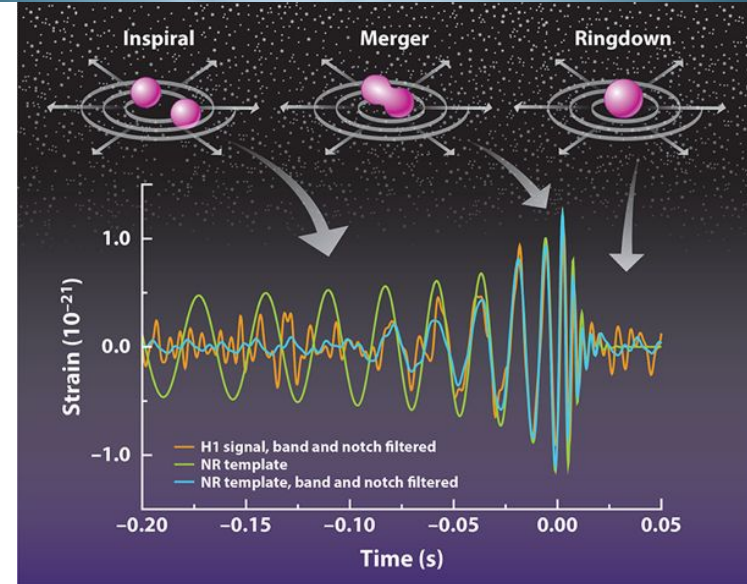 Inspiral
Merger
Ringdown
1.0
0.0
−1.0
Strain (10⁻²¹)
H1 signal, band and notch filtered
NR template
NR template, band and notch filtered
−0.20
−0.15
−0.10
−0.05
0.00
0.05
Time (s)